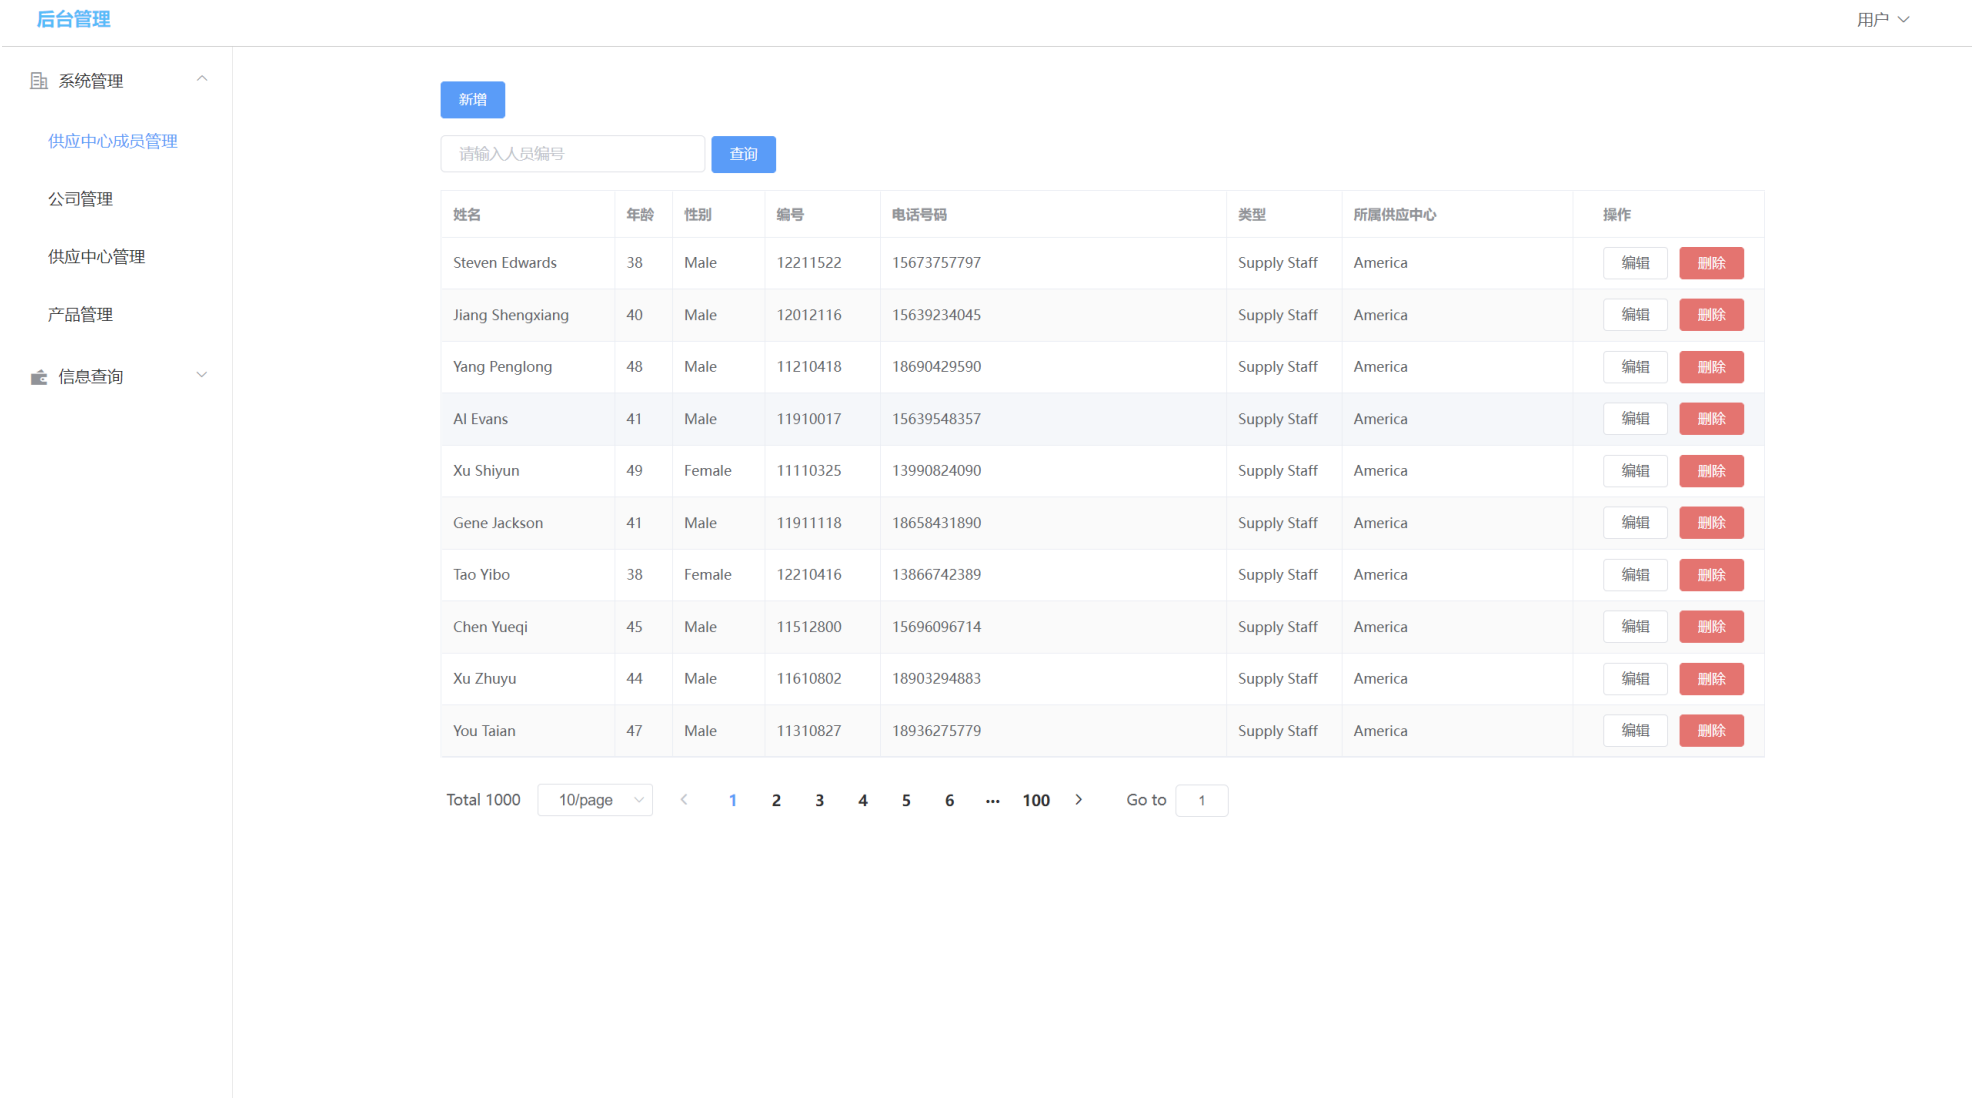 后台管理
用户
系统管理
供应中心成员管理
公司管理
供应中心管理
产品管理
信息查询
新增
请输入人员编号 查询
姓名 年龄 性别 编号 电话号码 类型 所属供应中心 操作
Steven Edwards 38 Male 12211522 15673757797 Supply Staff America 编辑 删除
Jiang Shengxiang 40 Male 12012116 15639234045 Supply Staff America 编辑 删除
Yang Penglong 48 Male 11210418 18690429590 Supply Staff America 编辑 删除
Al Evans 41 Male 11910017 15639548357 Supply Staff America 编辑 删除
Xu Shiyun 49 Female 11110325 13990824090 Supply Staff America 编辑 删除
Gene Jackson 41 Male 11911118 18658431890 Supply Staff America 编辑 删除
Tao Yibo 38 Female 12210416 13866742389 Supply Staff America 编辑 删除
Chen Yueqi 45 Male 11512800 15696096714 Supply Staff America 编辑 删除
Xu Zhuyu 44 Male 11610802 18903294883 Supply Staff America 编辑 删除
You Taian 47 Male 11310827 18936275779 Supply Staff America 编辑 删除
Total 1000 10/page 1 2 3 4 5 6 ··· 100 Go to 1